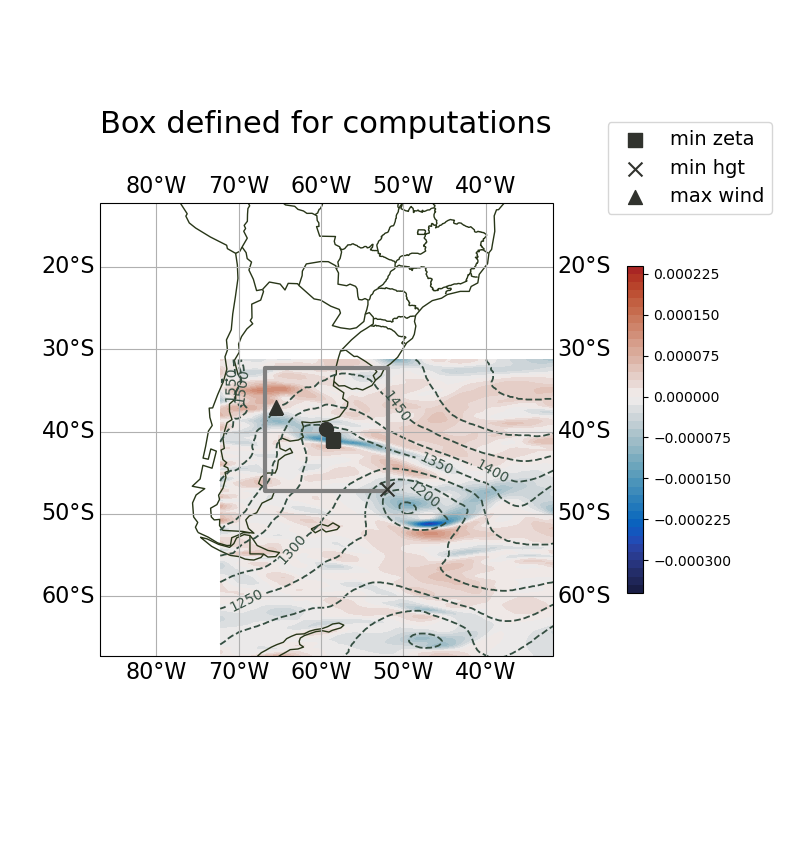 Box defined for computations
min zeta
min hgt
max wind
80°W 70°W 60°W 50°W 40°W
20°S 20°S
30°S 30°S
40°S 40°S
50°S 50°S
60°S 60°S
80°W 70°W 60°W 50°W 40°W
1550
1500
1450
1400
1350
1200
1300
1250
0.000225
0.000150
0.000075
0.000000
−0.000075
−0.000150
−0.000225
−0.000300